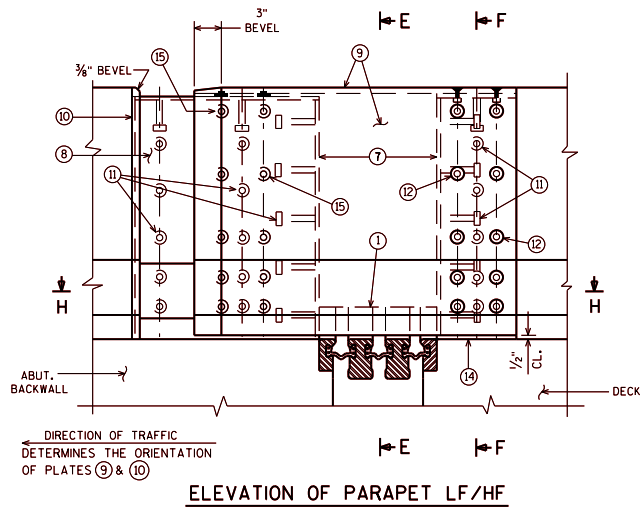 3"
BEVEL
E
F
15
9
3/8" BEVEL
10
8
7
11
12
11
15
12
1
H
H
14
1/2"
CL.
ABUT.
BACKWALL
DECK
E
F
DIRECTION OF TRAFFIC
DETERMINES THE ORIENTATION
OF PLATES 9 & 10
ELEVATION OF PARAPET LF/HF